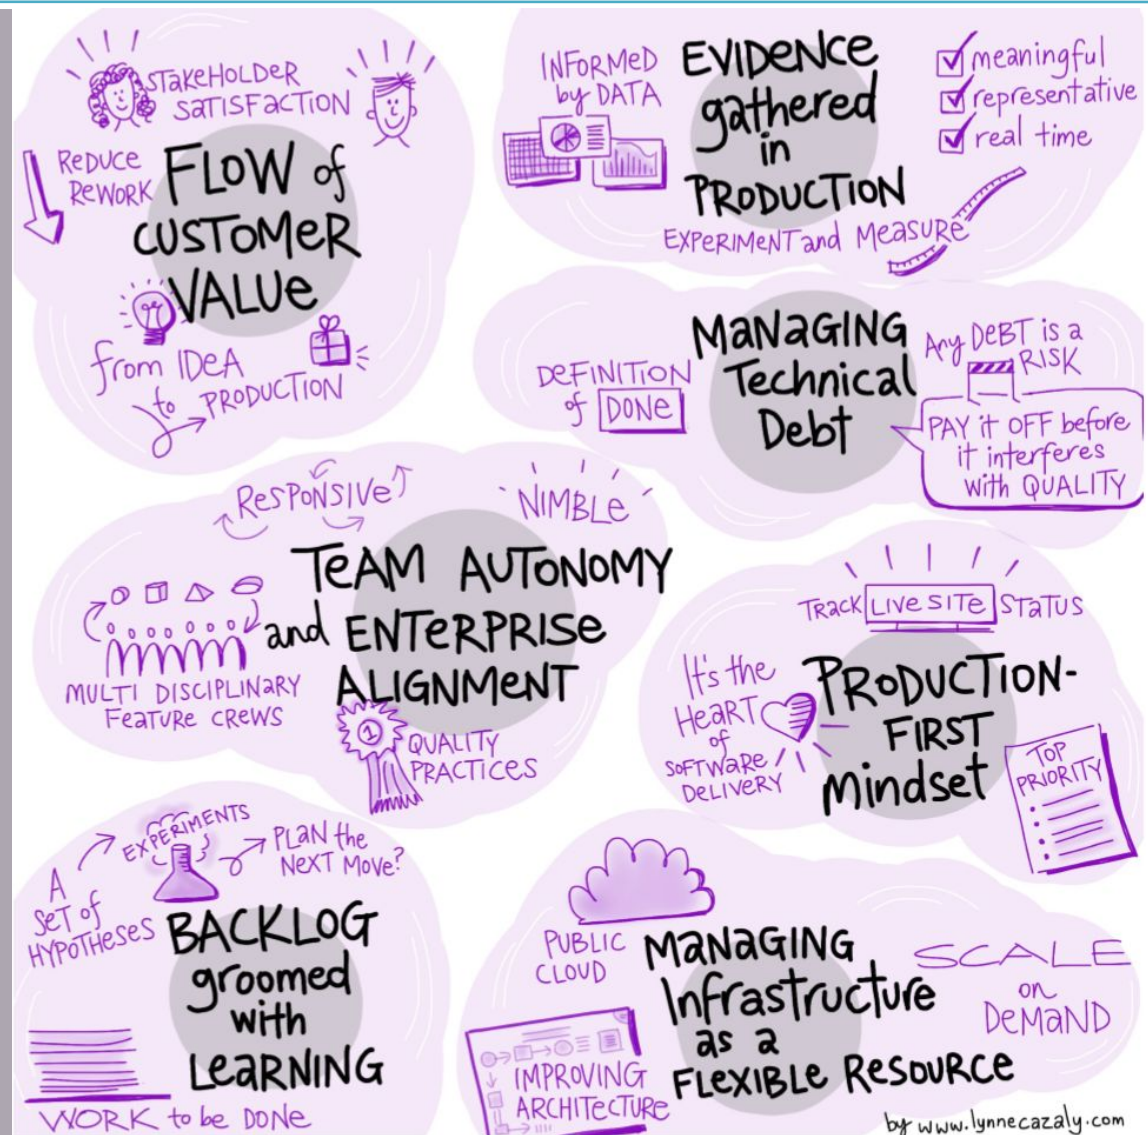 STAKEHOLDER
SATISFACTION
REDUCE
REWORK
FLOW of
CUSTOMER
VALUE
from IDEA
to PRODUCTION
INFORMED
by DATA
EVIDENCE
gathered
in
PRODUCTION
meaningful
representative
real time
EXPERIMENT and MEASURE
MANAGING
Technical
Debt
DEFINITION
of DONE
Any DEBT is a
RISK
PAY it OFF before
it interferes
with QUALITY
RESPONSIVE
NIMBLE
TEAM AUTONOMY
and ENTERPRISE
ALIGNMENT
MULTI DISCIPLINARY
FEATURE CREWS
1
QUALITY
PRACTICES
TRACK LIVE SITE STATUS
It's the
HEART
of
SOFTWARE
DELIVERY
PRODUCTION-
FIRST
Mindset
TOP
PRIORITY
A
SET of
HYPOTHESES
EXPERIMENTS
PLAN the
NEXT MOVE?
BACKLOG
groomed
with
LEARNING
WORK to be DONE
PUBLIC
CLOUD
MANAGING
Infrastructure
as a
FLEXIBLE RESOURCE
SCALE
on
DEMAND
IMPROVING
ARCHITECTURE
by www.lynnecazaly.com